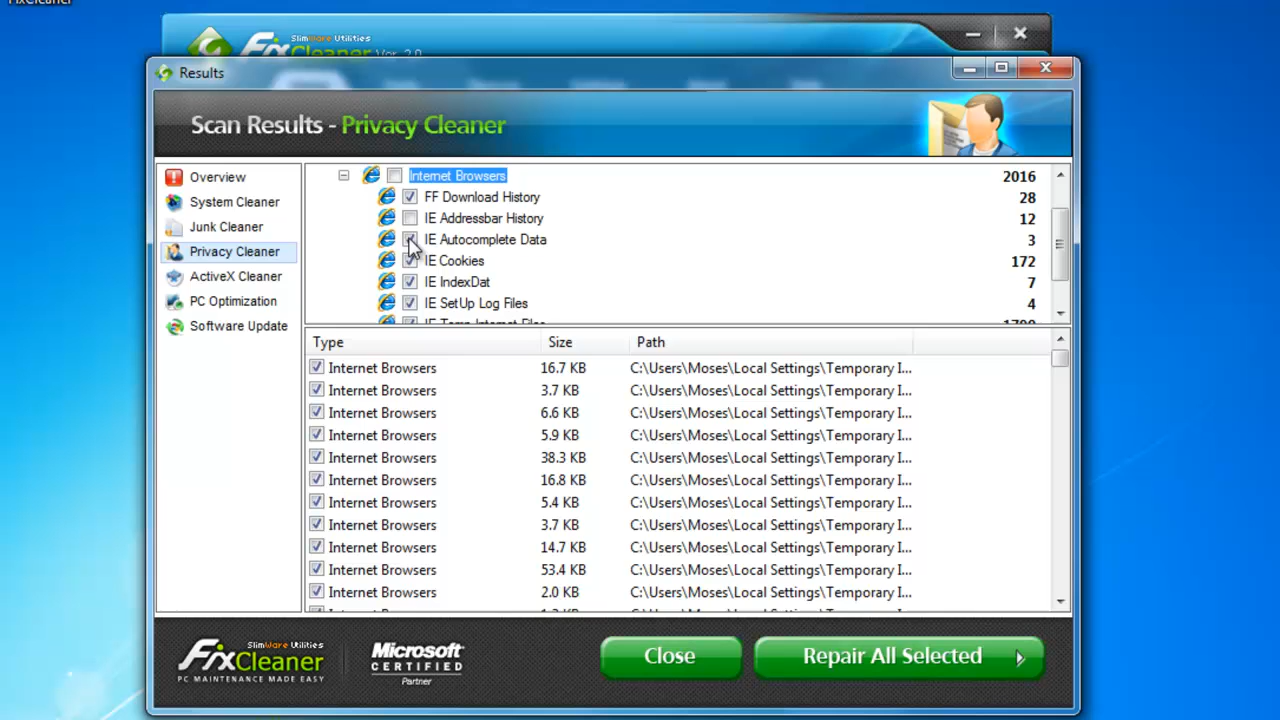 FixCleaner
SlimWare Utilities
FixCleaner Ver. 2.0
Results
Scan Results - Privacy Cleaner
Overview
System Cleaner
Junk Cleaner
Privacy Cleaner
ActiveX Cleaner
PC Optimization
Software Update
Internet Browsers 2016
FF Download History 28
IE Addressbar History 12
IE Autocomplete Data 3
IE Cookies 172
IE IndexDat 7
IE SetUp Log Files 4
IE Temp Internet Files
Type Size Path
Internet Browsers 16.7 KB C:\Users\Moses\Local Settings\Temporary I...
Internet Browsers 3.7 KB C:\Users\Moses\Local Settings\Temporary I...
Internet Browsers 6.6 KB C:\Users\Moses\Local Settings\Temporary I...
Internet Browsers 5.9 KB C:\Users\Moses\Local Settings\Temporary I...
Internet Browsers 38.3 KB C:\Users\Moses\Local Settings\Temporary I...
Internet Browsers 16.8 KB C:\Users\Moses\Local Settings\Temporary I...
Internet Browsers 5.4 KB C:\Users\Moses\Local Settings\Temporary I...
Internet Browsers 3.7 KB C:\Users\Moses\Local Settings\Temporary I...
Internet Browsers 14.7 KB C:\Users\Moses\Local Settings\Temporary I...
Internet Browsers 53.4 KB C:\Users\Moses\Local Settings\Temporary I...
Internet Browsers 2.0 KB C:\Users\Moses\Local Settings\Temporary I...
SlimWare Utilities
FixCleaner
PC MAINTENANCE MADE EASY
Microsoft
CERTIFIED
Partner
Close
Repair All Selected